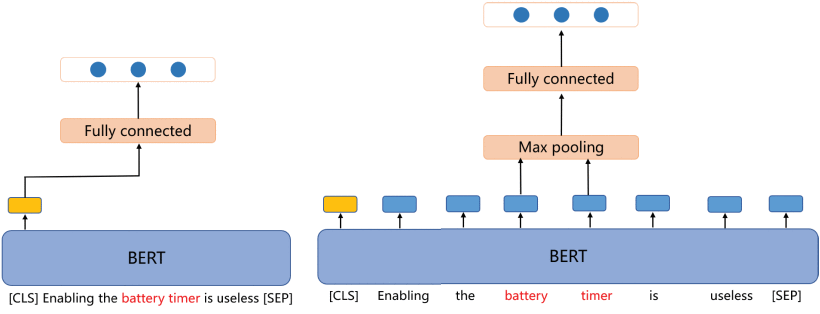 Fully connected
BERT
[CLS] Enabling the battery timer is useless [SEP]
Fully connected
Max pooling
BERT
[CLS] Enabling the battery timer is useless [SEP]